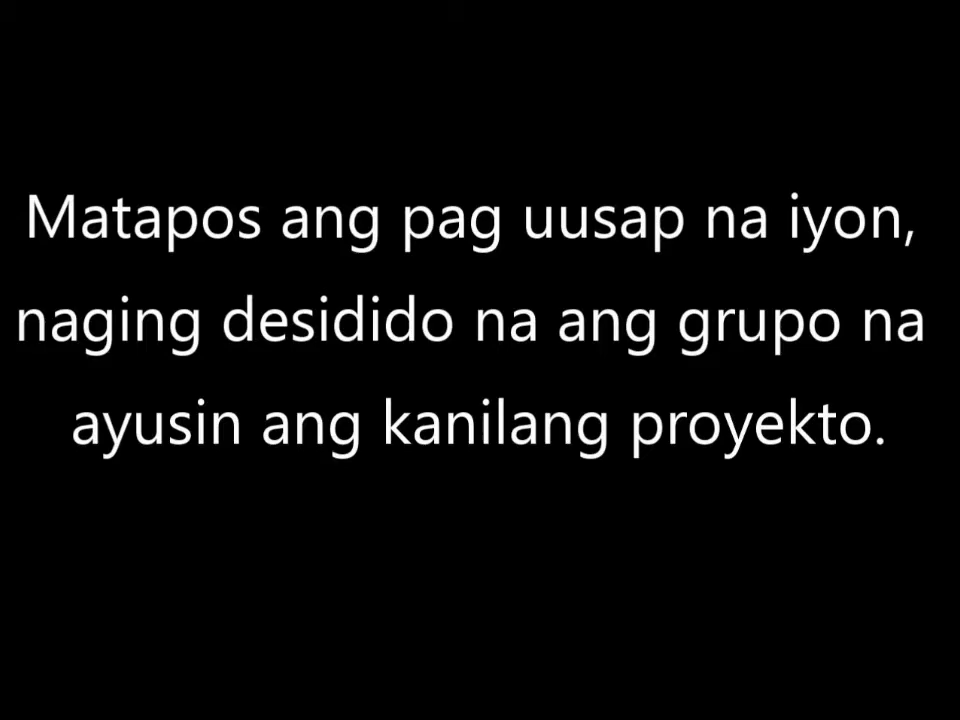 Matapos ang pag uusap na iyon,
naging desidido na ang grupo na
ayusin ang kanilang proyekto.